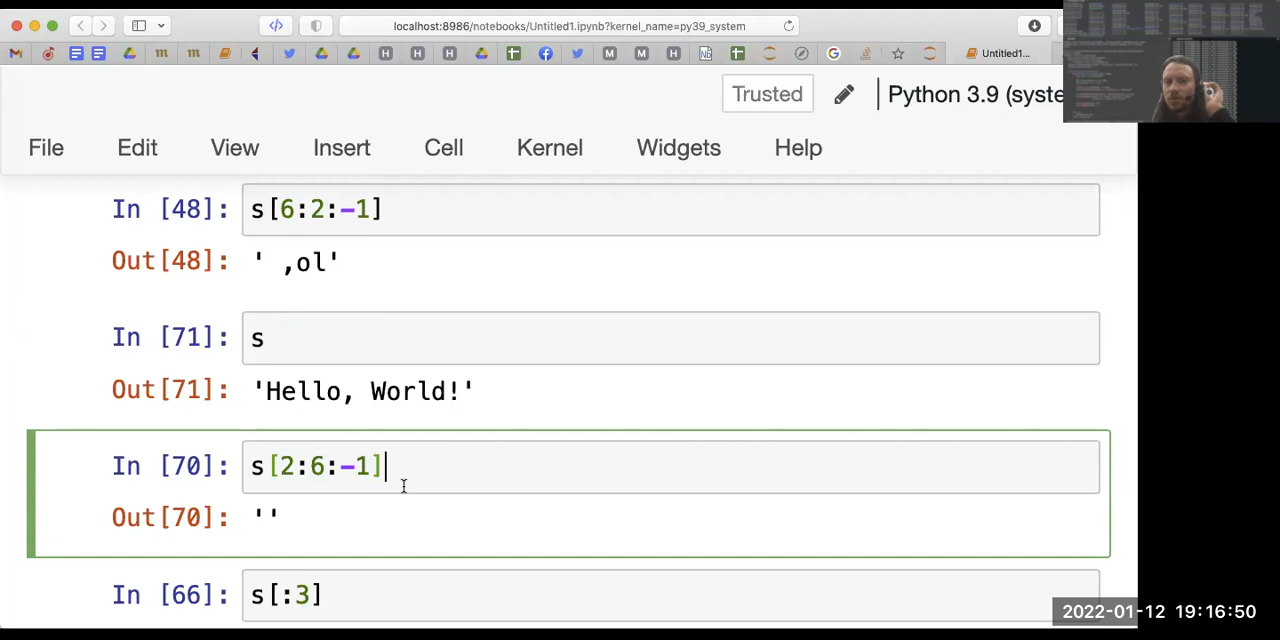 localhost:8986/notebooks/Untitled1.ipynb?kernel_name=py39_system
Untitled1...
Trusted
Python 3.9 (syste
File Edit View Insert Cell Kernel Widgets Help
In [48]: s[6:2:-1]
Out[48]: ' ,ol'
In [71]: s
Out[71]: 'Hello, World!'
In [70]: s[2:6:-1]
Out[70]: ''
In [66]: s[:3]
2022-01-12 19:16:50